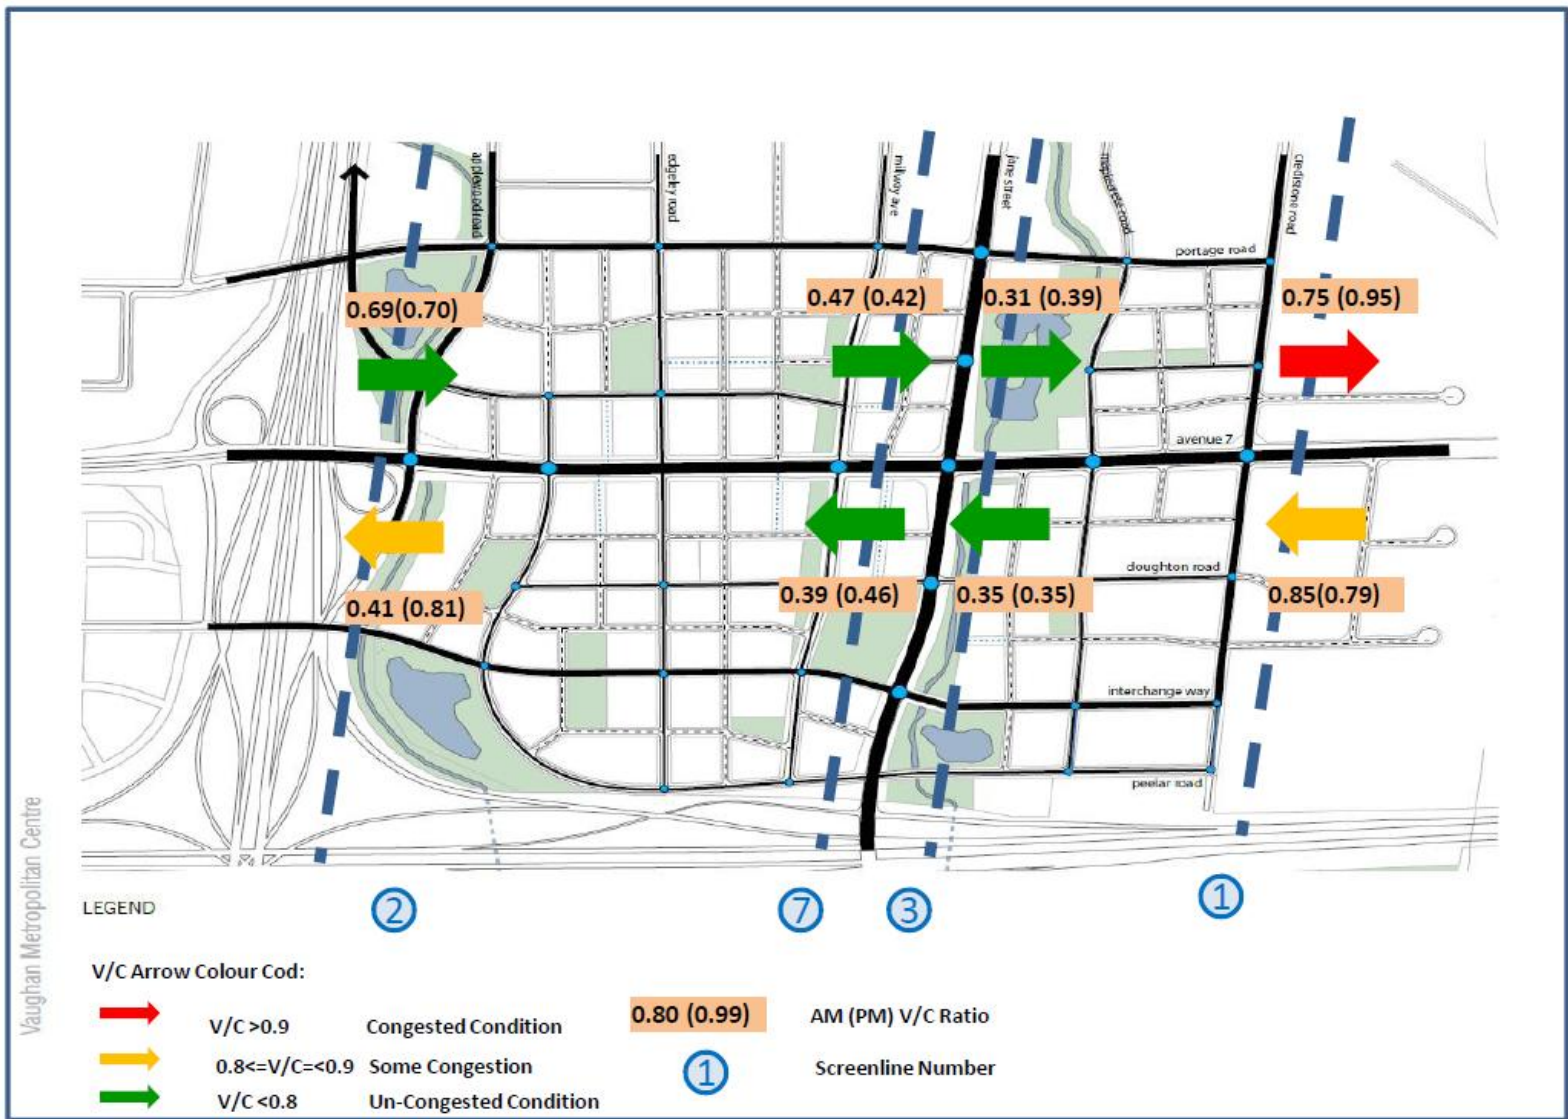 applewood road
edgeley road
millway ave
jane street
maplecrete road
creditstone road
portage road
0.69(0.70)
0.47 (0.42)
0.31 (0.39)
0.75 (0.95)
avenue 7
doughton road
0.41 (0.81)
0.39 (0.46)
0.35 (0.35)
0.85(0.79)
interchange way
peelar road
2
7
3
1
Vaughan Metropolitan Centre
LEGEND
V/C Arrow Colour Cod:
V/C >0.9 Congested Condition
0.80 (0.99) AM (PM) V/C Ratio
0.8<=V/C=<0.9 Some Congestion
1 Screenline Number
V/C <0.8 Un-Congested Condition